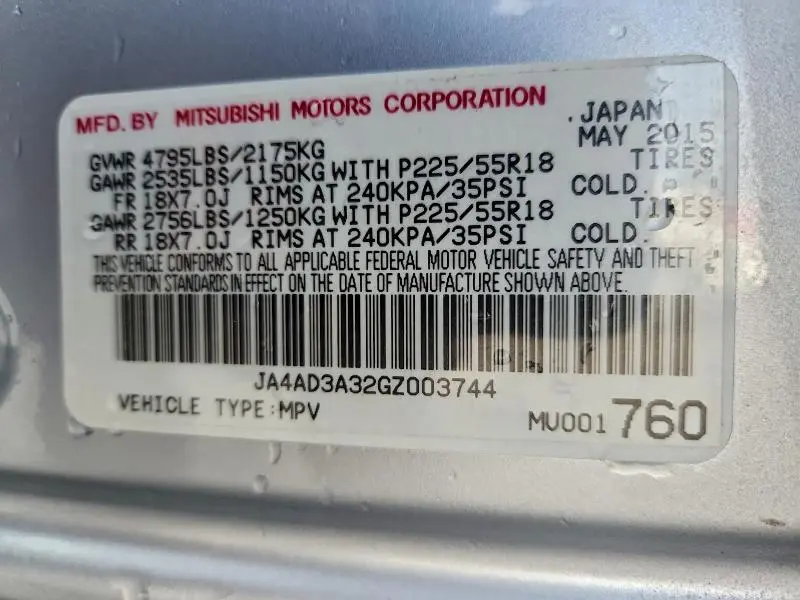 MFD. BY MITSUBISHI MOTORS CORPORATION .JAPAN
MAY 2015
GVWR 4795LBS/2175KG
GAWR 2535LBS/1150KG WITH P225/55R18 TIRES
FR 18X7.0J RIMS AT 240KPA/35PSI COLD.
GAWR 2756LBS/1250KG WITH P225/55R18 TIRES
RR 18X7.0J RIMS AT 240KPA/35PSI COLD.
THIS VEHICLE CONFORMS TO ALL APPLICABLE FEDERAL MOTOR VEHICLE SAFETY AND THEFT
PREVENTION STANDARDS IN EFFECT ON THE DATE OF MANUFACTURE SHOWN ABOVE.
JA4AD3A32GZ003744
VEHICLE TYPE:MPV
MU001 760